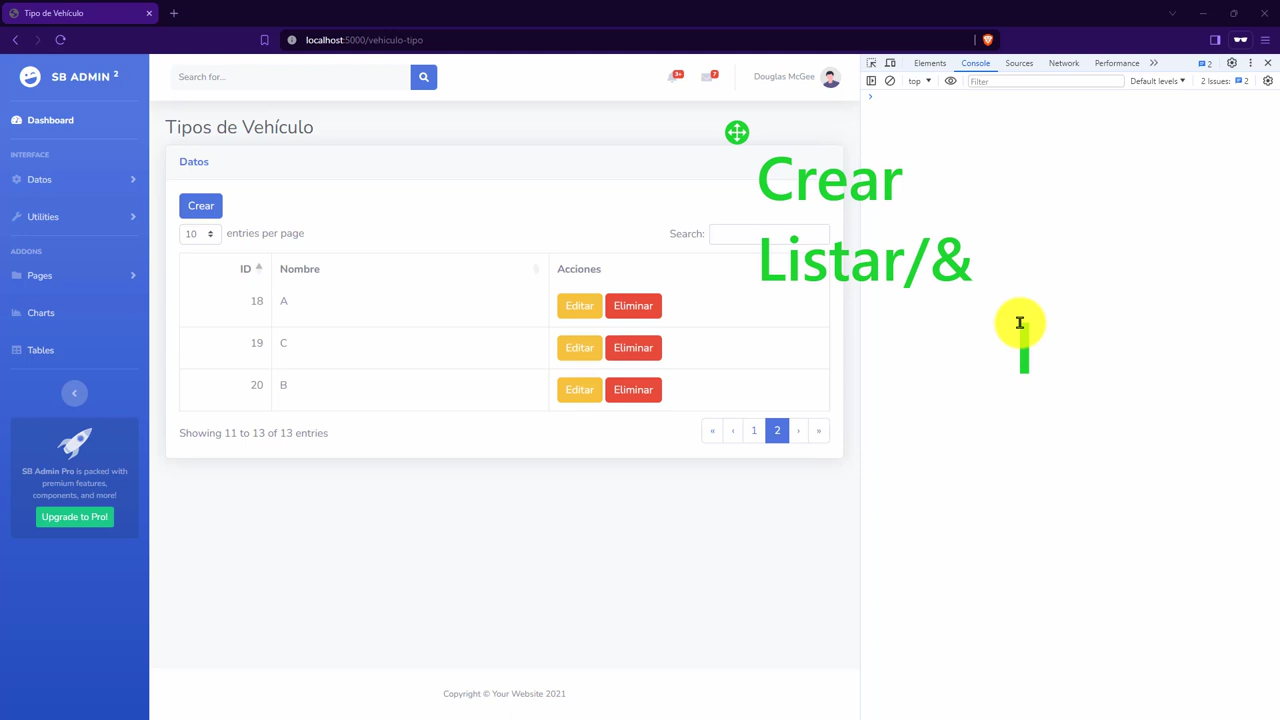 Tipo de Vehículo
localhost:5000/vehiculo-tipo
SB ADMIN 2
Dashboard
INTERFACE
Datos
Utilities
ADDONS
Pages
Charts
Tables
SB Admin Pro is packed with
premium features,
components, and more!
Upgrade to Pro!
Search for...
3+
7
Douglas McGee
Tipos de Vehículo
Datos
Crear
10 entries per page
Search:
ID Nombre Acciones
18 A Editar Eliminar
19 C Editar Eliminar
20 B Editar Eliminar
Showing 11 to 13 of 13 entries
« ‹ 1 2 › »
Copyright © Your Website 2021
Crear
Listar/&
Elements Console Sources Network Performance » 2
top Filter Default levels 2 Issues: 2